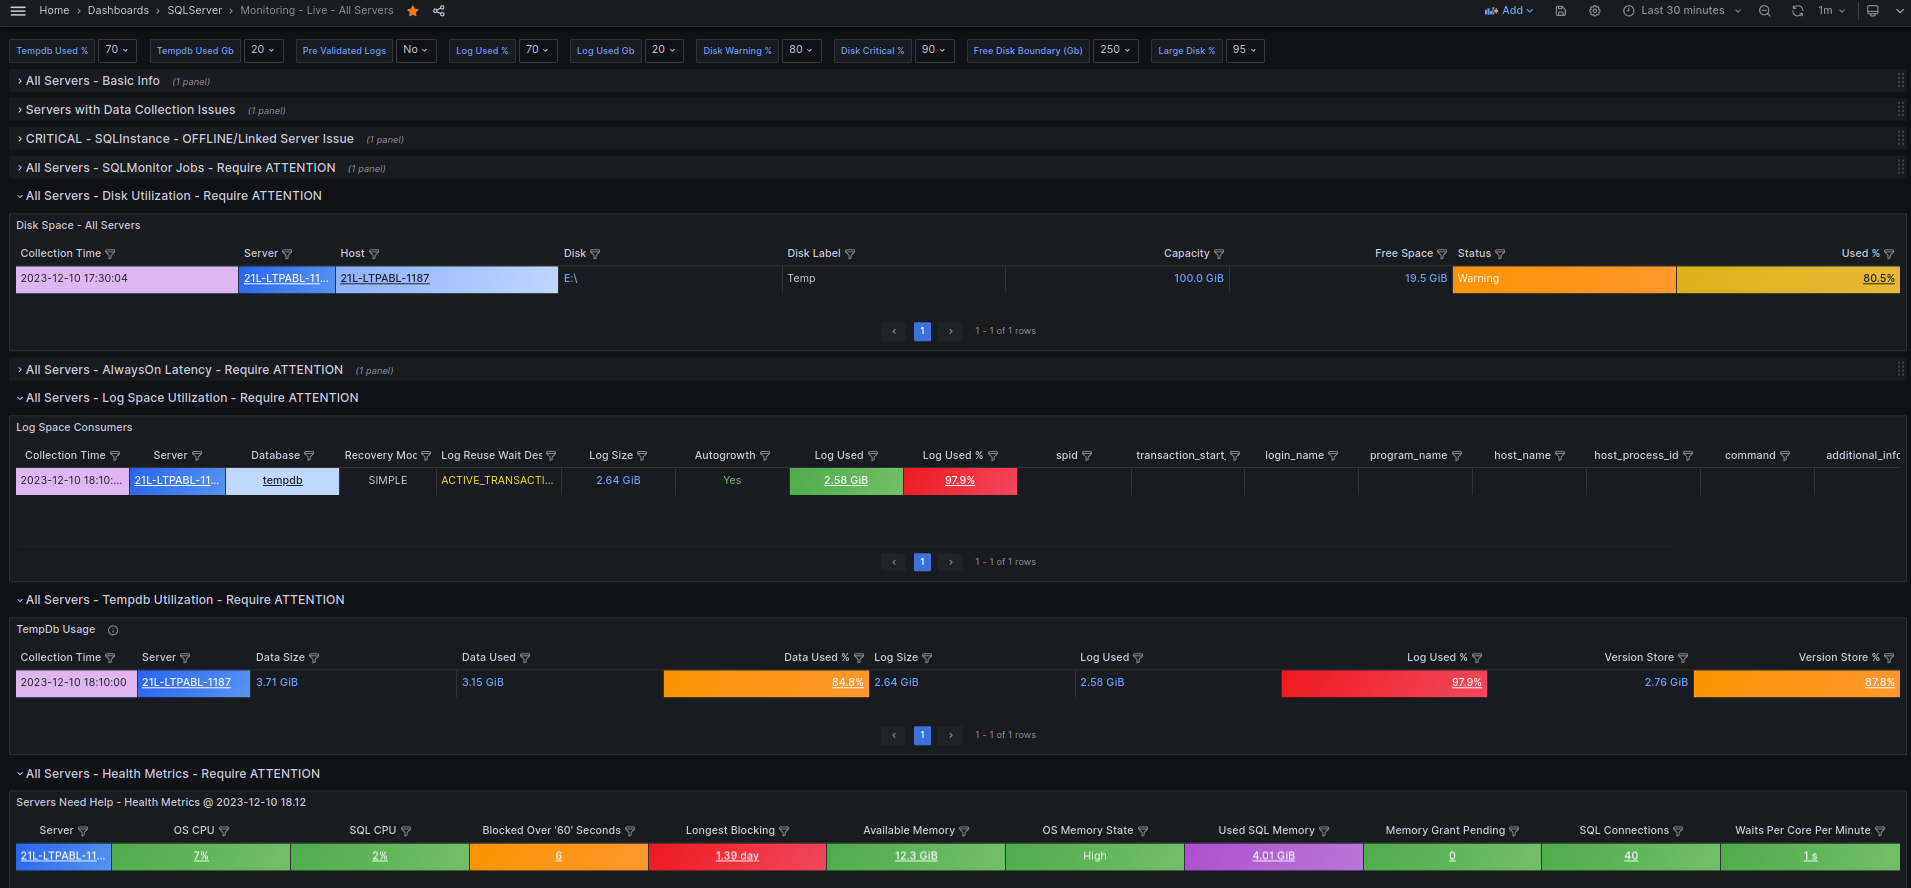 Home › Dashboards › SQLServer › Monitoring - Live - All Servers Add Last 30 minutes 1m
Tempdb Used % 70 Tempdb Used Gb 20 Pre Validated Logs No Log Used % 70 Log Used Gb 20 Disk Warning % 80 Disk Critical % 90 Free Disk Boundary (Gb) 250 Large Disk % 95
All Servers - Basic Info (1 panel)
Servers with Data Collection Issues (1 panel)
CRITICAL - SQLInstance - OFFLINE/Linked Server Issue (1 panel)
All Servers - SQLMonitor Jobs - Require ATTENTION (1 panel)
All Servers - Disk Utilization - Require ATTENTION
Disk Space - All Servers
Collection Time Server Host Disk Disk Label Capacity Free Space Status Used %
2023-12-10 17:30:04 21L-LTPABL-11... 21L-LTPABL-1187 E:\ Temp 100.0 GiB 19.5 GiB Warning 80.5%
‹ 1 › 1 - 1 of 1 rows
All Servers - AlwaysOn Latency - Require ATTENTION (1 panel)
All Servers - Log Space Utilization - Require ATTENTION
Log Space Consumers
Collection Time Server Database Recovery Moc Log Reuse Wait Des Log Size Autogrowth Log Used Log Used % spid transaction_start_ login_name program_name host_name host_process_id command additional_infc
2023-12-10 18:10:... 21L-LTPABL-11... tempdb SIMPLE ACTIVE_TRANSACTI... 2.64 GiB Yes 2.58 GiB 97.9%
‹ 1 › 1 - 1 of 1 rows
All Servers - Tempdb Utilization - Require ATTENTION
TempDb Usage
Collection Time Server Data Size Data Used Data Used % Log Size Log Used Log Used % Version Store Version Store %
2023-12-10 18:10:00 21L-LTPABL-1187 3.71 GiB 3.15 GiB 84.8% 2.64 GiB 2.58 GiB 97.9% 2.76 GiB 87.8%
‹ 1 › 1 - 1 of 1 rows
All Servers - Health Metrics - Require ATTENTION
Servers Need Help - Health Metrics @ 2023-12-10 18.12
Server OS CPU SQL CPU Blocked Over '60' Seconds Longest Blocking Available Memory OS Memory State Used SQL Memory Memory Grant Pending SQL Connections Waits Per Core Per Minute
21L-LTPABL-11... 7% 2% 6 1.39 day 12.3 GiB High 4.01 GiB 0 40 1 s